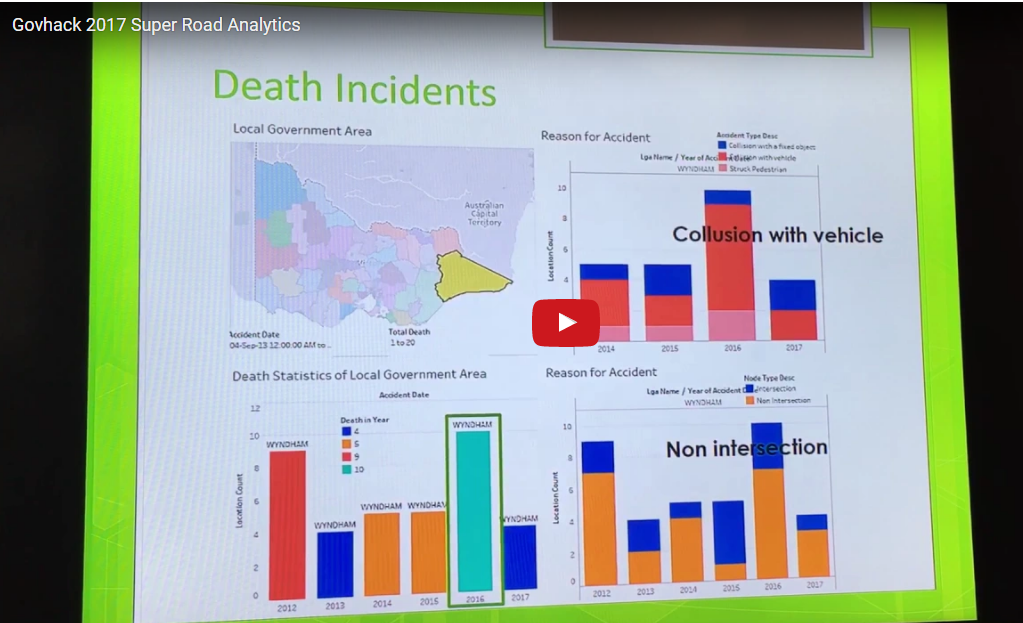 Govhack 2017 Super Road Analytics
Death Incidents
Local Government Area
Australian
Capital
Territory
Accident Date
04-Sep-13 12:00:00 AM to ..
Total Death
1 to 20
Reason for Accident
Accident Type Desc
Collision with a fixed object
Lga Name / Year of Accident Date
vehicle
WYNDHAM
Struck Pedestrian
Location Count
10
8
6
4
Collusion with vehicle
2014
2015
2016
2017
Death Statistics of Local Government Area
Accident Date
Death in Year
4
5
9
10
Location Count
12
10
8
6
4
2
0
WYNDHAM
WYNDHAM
WYNDHAM
WYNDHAM
WYNDHAM
WYNDHAM
2012
2013
2014
2015
2016
2017
Reason for Accident
Node Type Desc
Lga Name / Year of Accident
Intersection
WYNDHAM
Non Intersection
Location Count
10
8
6
4
2
0
Non intersection
2012
2013
2014
2015
2016
2017